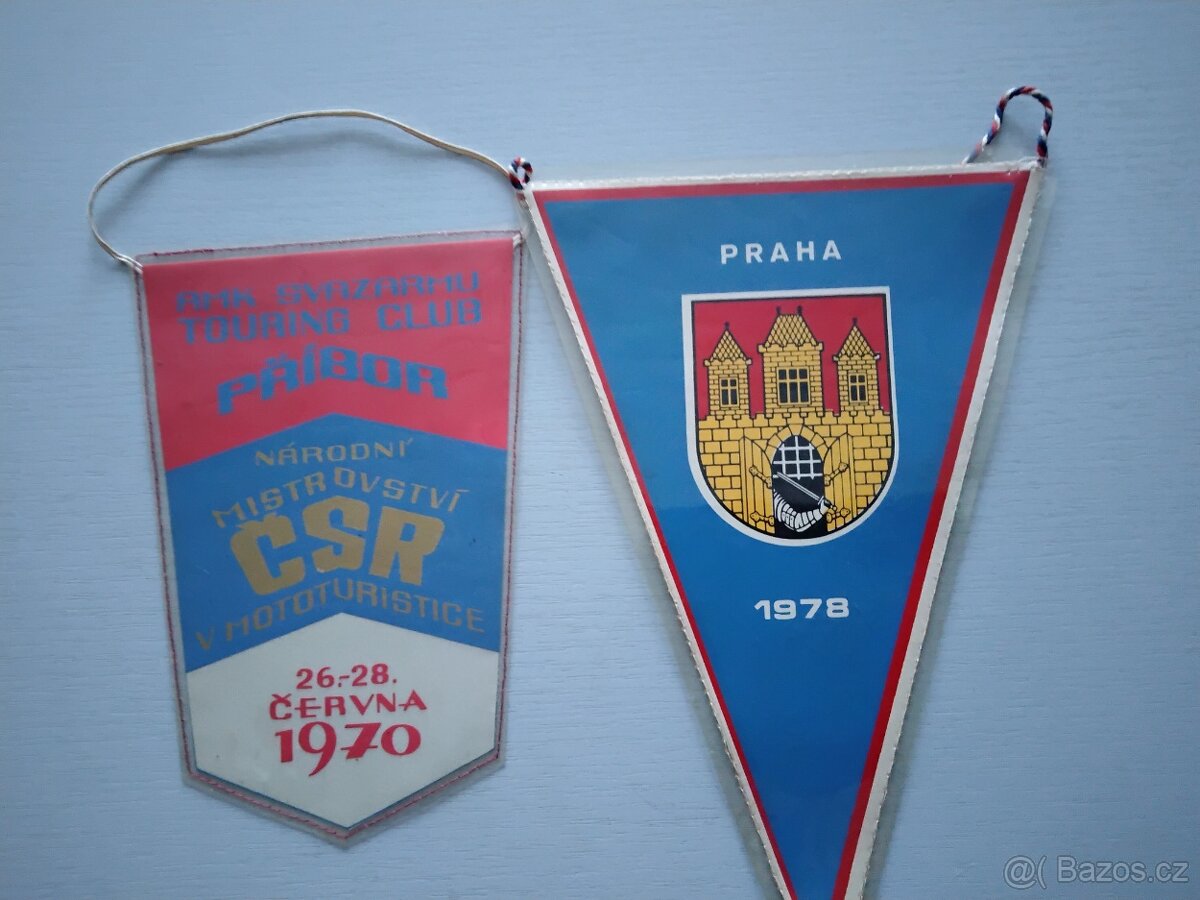 AMK SVAZARMU
TOURING CLUB
PŘÍBOR
NÁRODNÍ
MISTROVSTVÍ
ČSR
V MOTOTURISTICE
26.-28.
ČERVNA
1970
PRAHA
1978
@( Bazos.cz